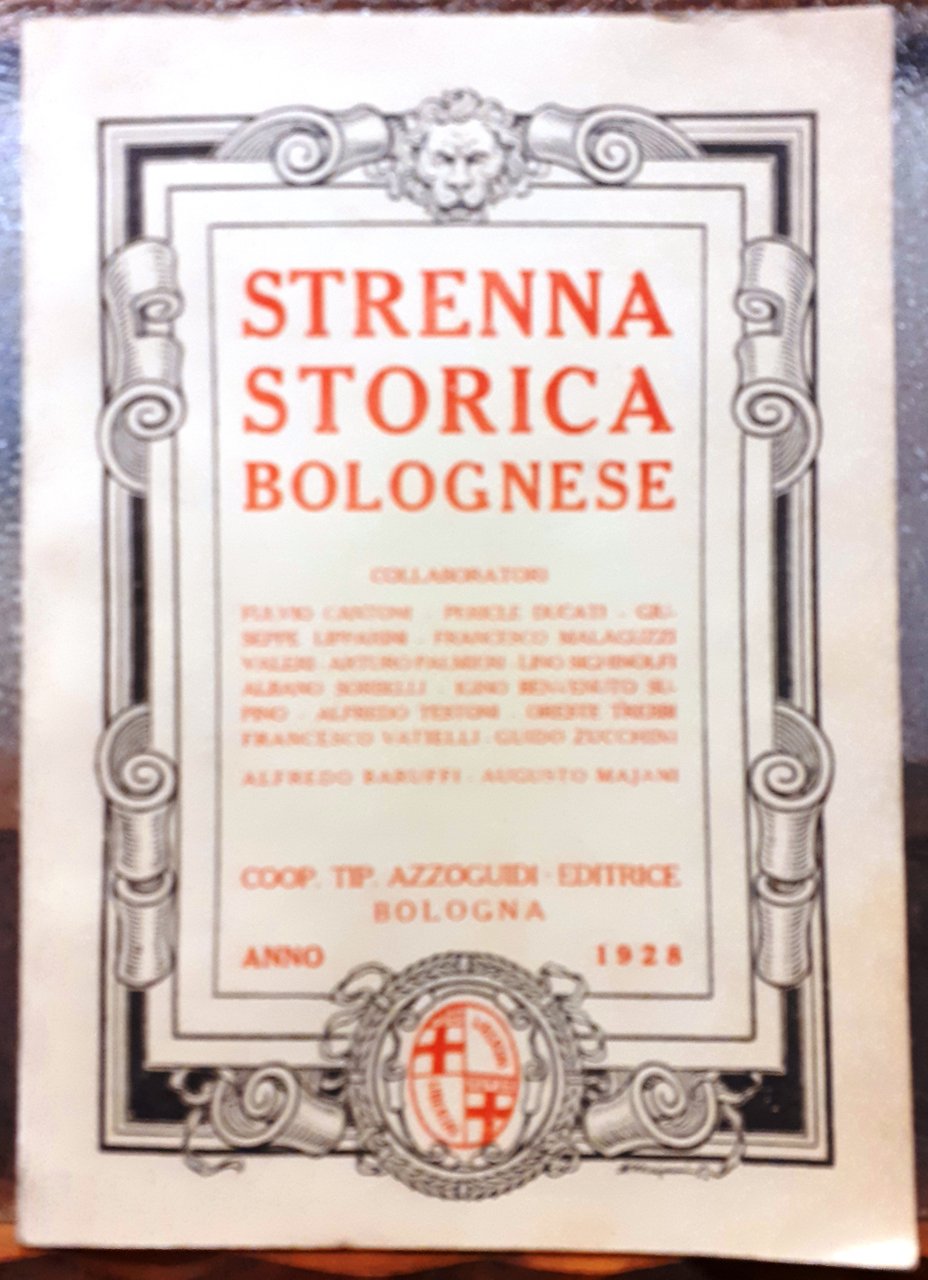 STRENNA
STORICA
BOLOGNESE
COLLABORATORI
FULVIO CANTONI - PERICLE DUCATI - GIU-
SEPPE LIPPARINI - FRANCESCO MALAGUZZI
VALERI - ARTURO PALMIERI - LINO SIGHINOLFI
ALBANO SORBELLI - IGINO BENVENUTO SU-
PINO - ALFREDO TESTONI - ORESTE TREBBI
FRANCESCO VATIELLI - GUIDO ZUCCHINI
ALFREDO BARUFFI - AUGUSTO MAJANI
COOP. TIP. AZZOGUIDI - EDITRICE
BOLOGNA
ANNO 1928